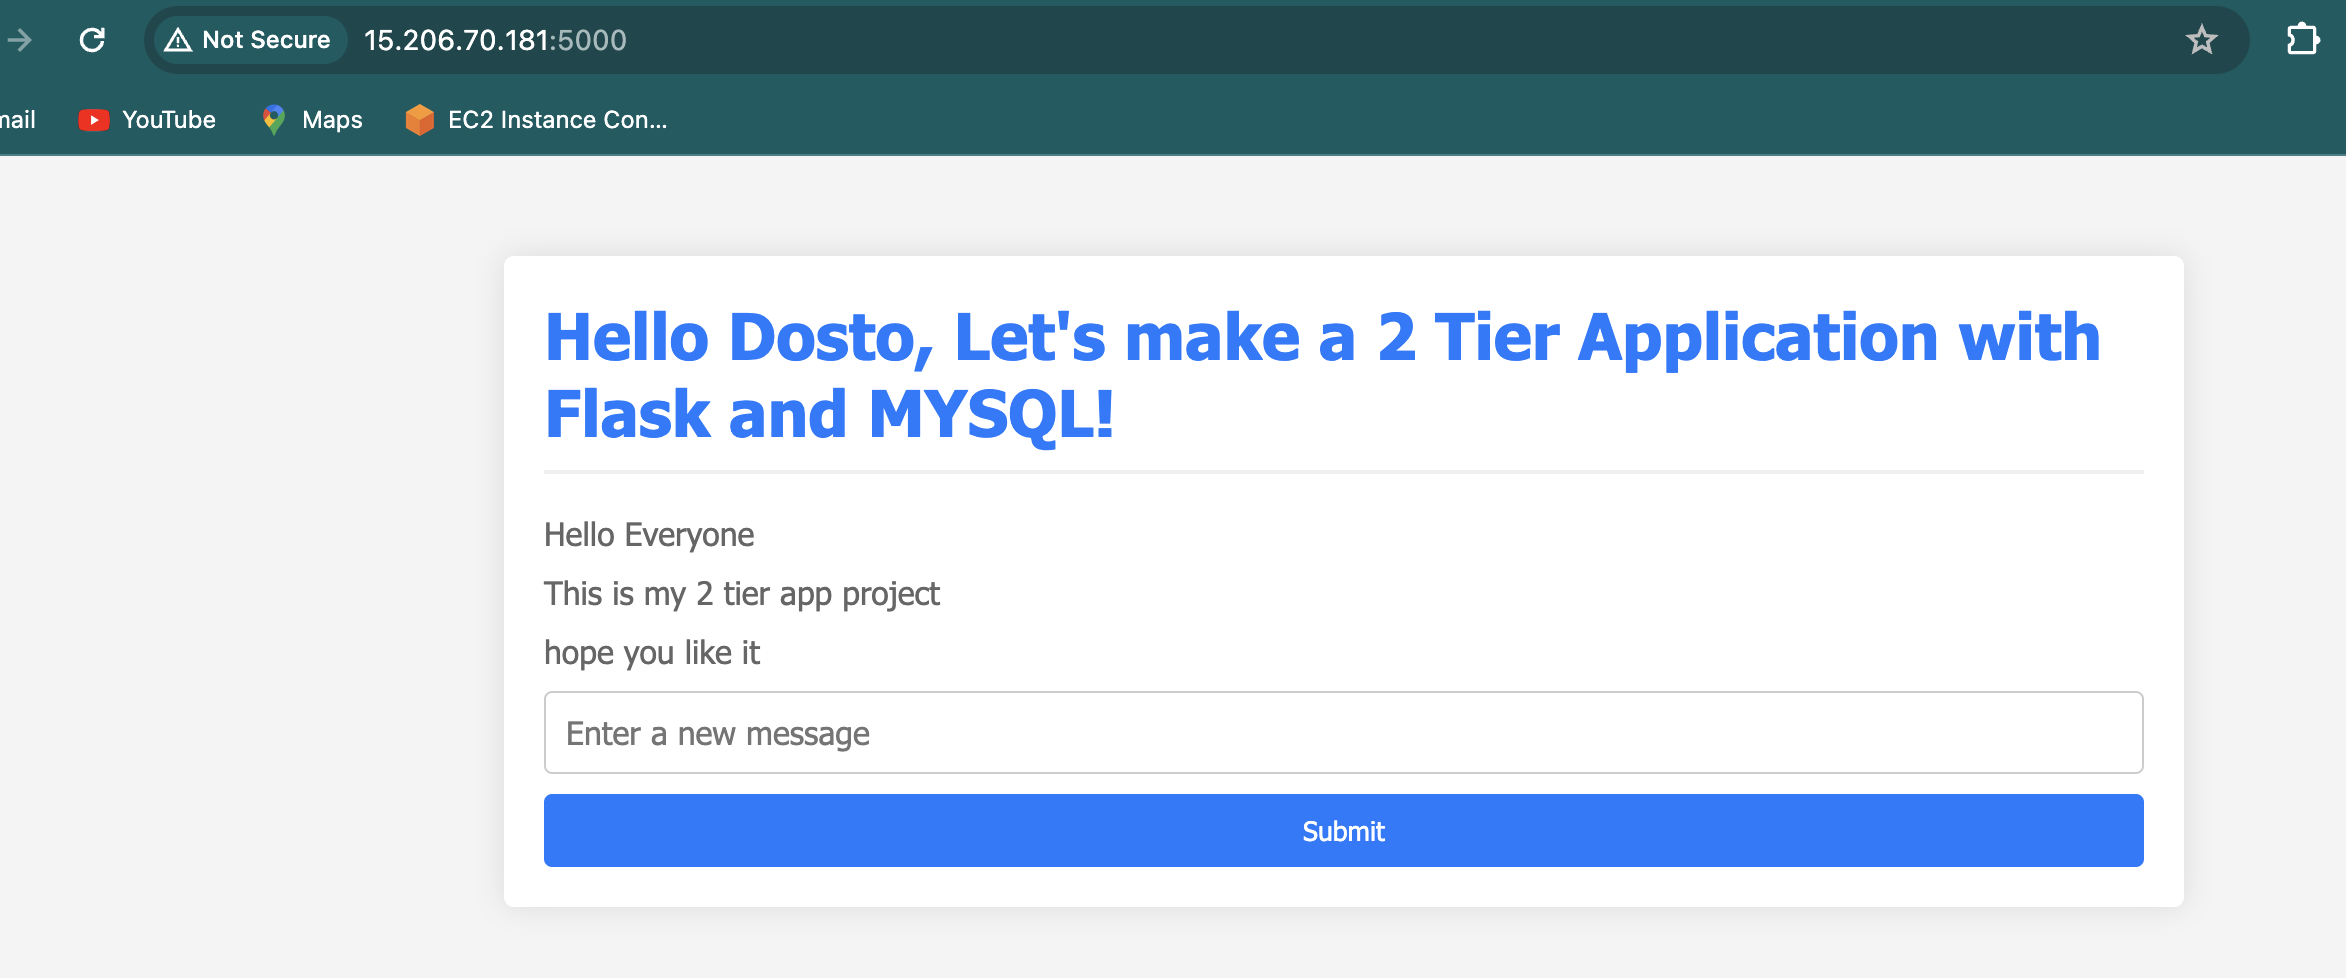 Not Secure 15.206.70.181:5000
mail YouTube Maps EC2 Instance Con...
Hello Dosto, Let's make a 2 Tier Application with
Flask and MYSQL!
Hello Everyone
This is my 2 tier app project
hope you like it
Enter a new message
Submit